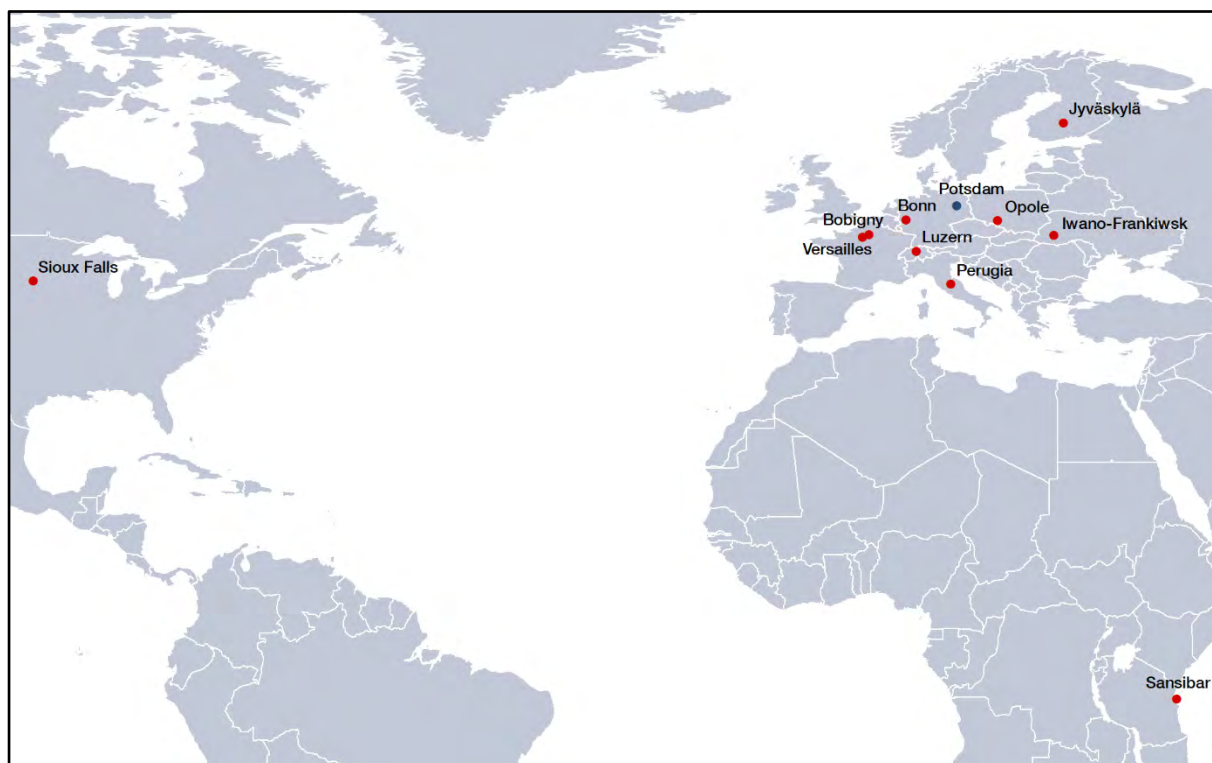 Jyväskylä
Potsdam
Bonn
Opole
Bobigny
Iwano-Frankiwsk
Versailles
Luzern
Sioux Falls
Perugia
Sansibar